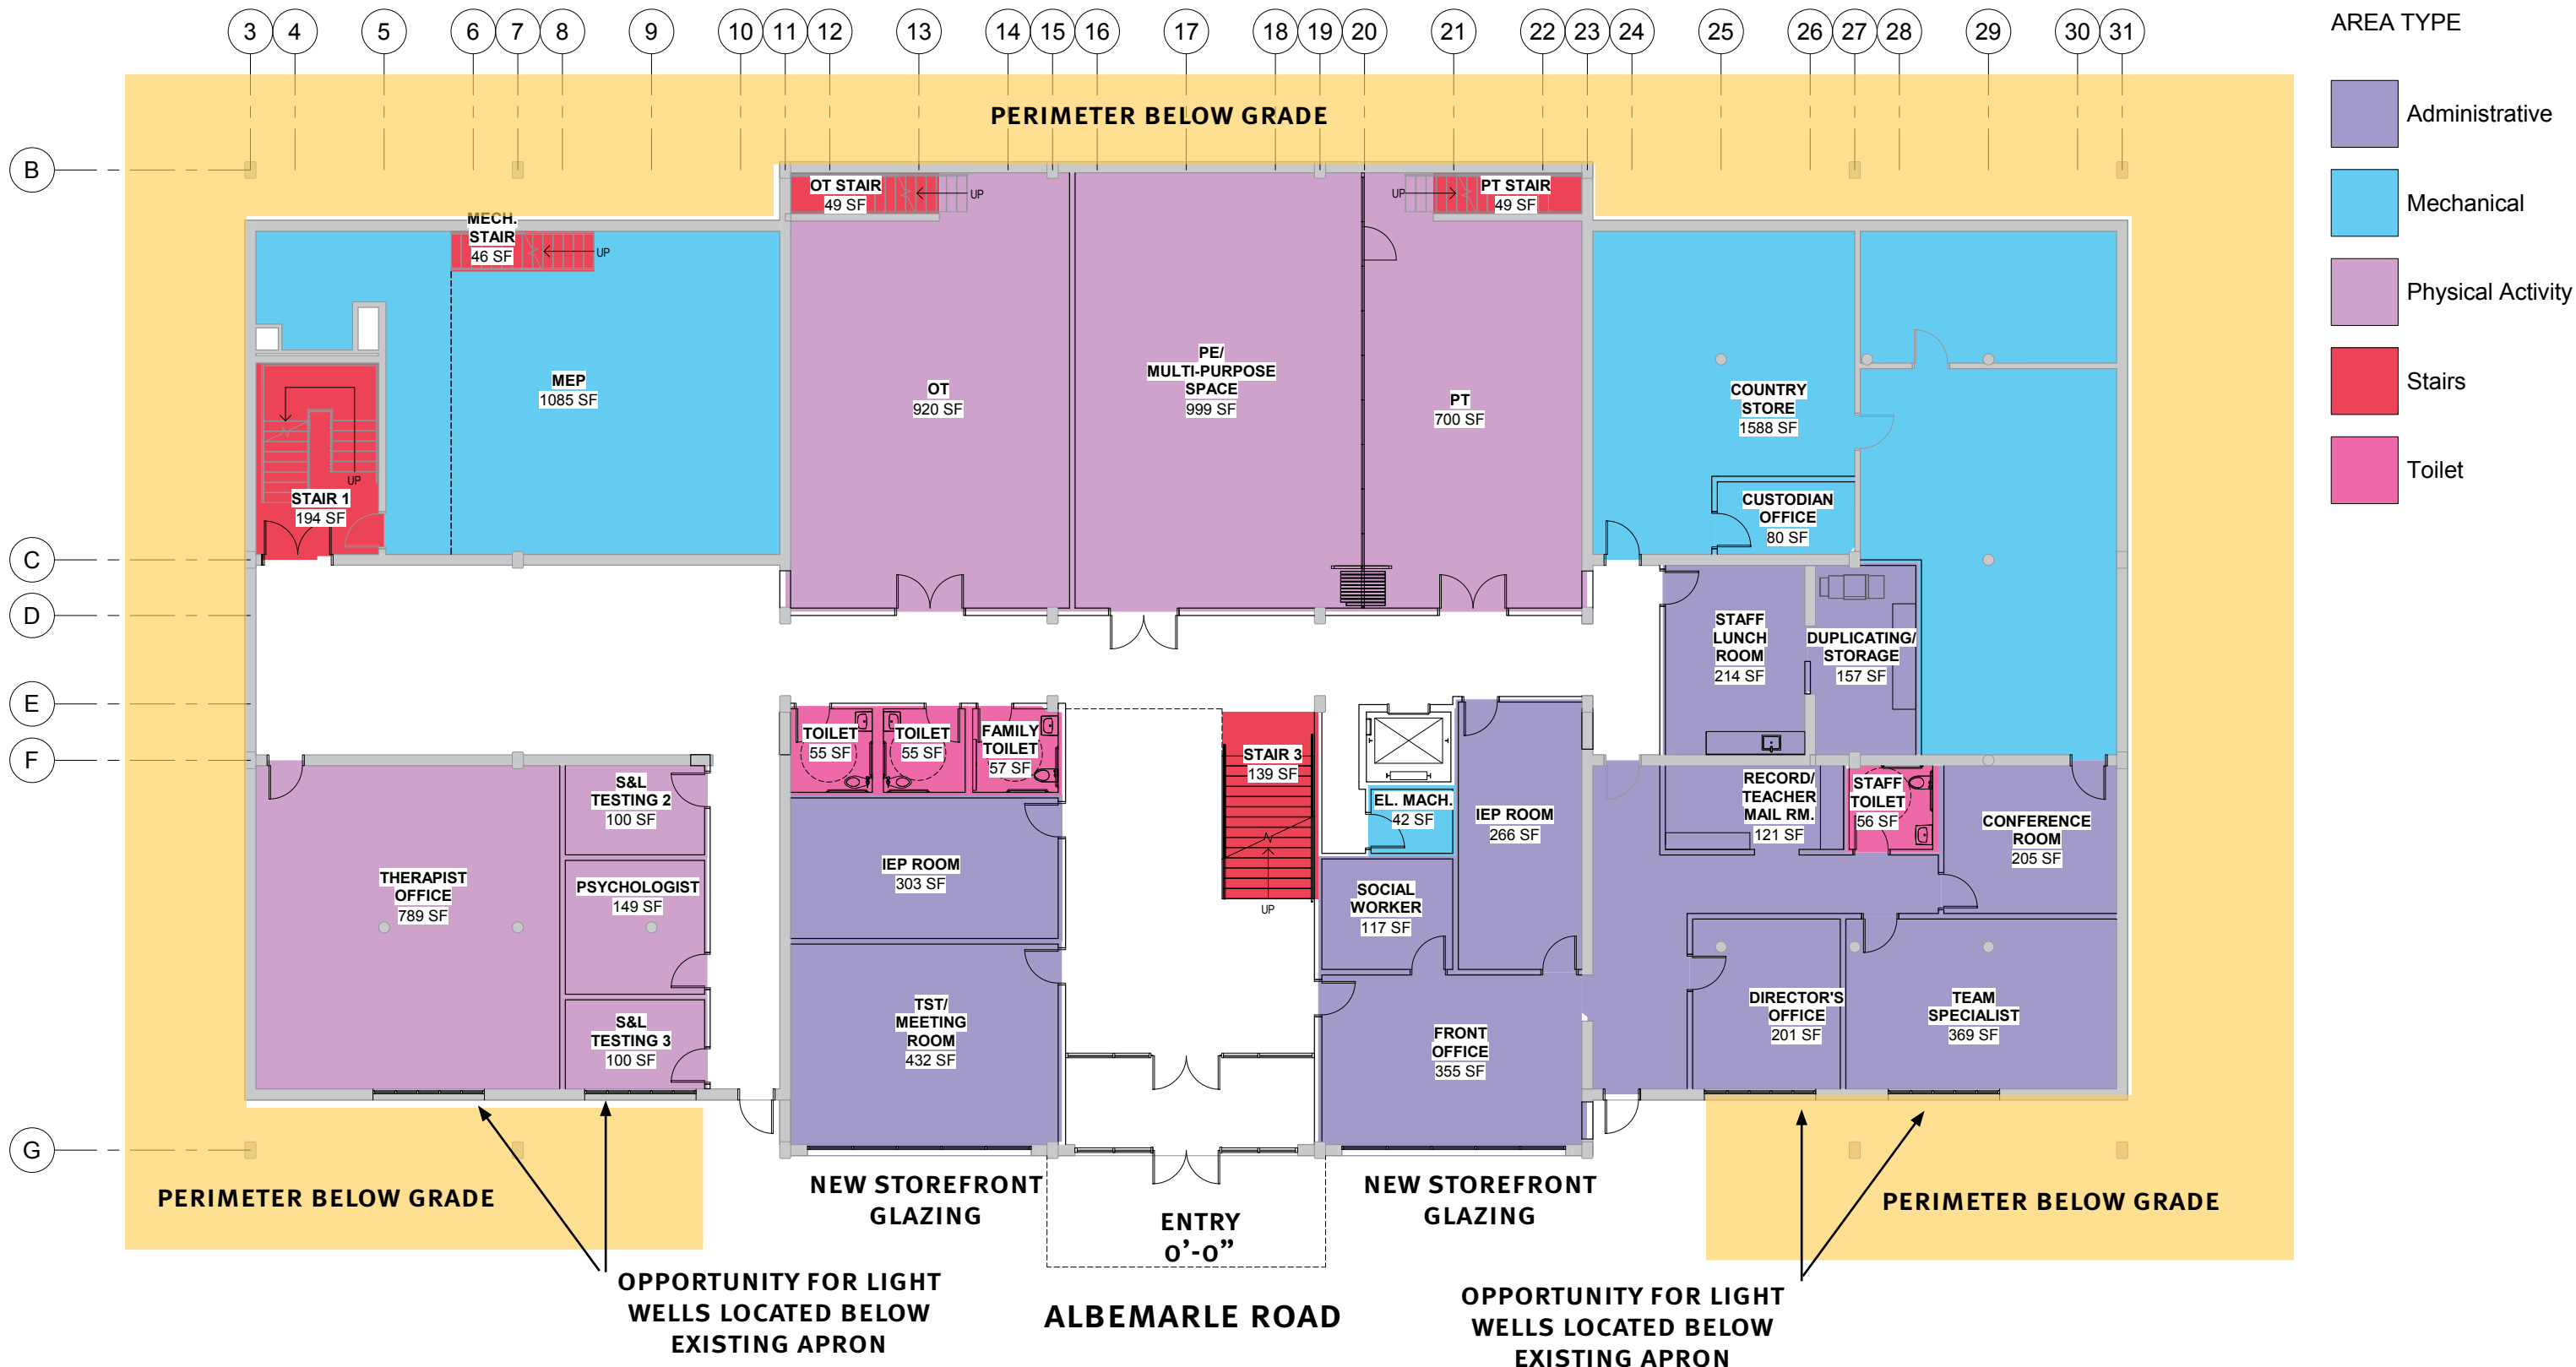 3 4 5 6 7 8 9 10 11 12 13 14 15 16 17 18 19 20 21 22 23 24 25 26 27 28 29 30 31
AREA TYPE
Administrative
Mechanical
Physical Activity
Stairs
Toilet
PERIMETER BELOW GRADE
B
C
D
E
F
G
MECH.
STAIR
46 SF
UP
OT STAIR
49 SF
UP
PT STAIR
49 SF
UP
MEP
1085 SF
OT
920 SF
PE/
MULTI-PURPOSE
SPACE
999 SF
PT
700 SF
COUNTRY
STORE
1588 SF
CUSTODIAN
OFFICE
80 SF
UP
STAIR 1
194 SF
STAFF
LUNCH
ROOM
214 SF
DUPLICATING/
STORAGE
157 SF
TOILET
55 SF
TOILET
55 SF
FAMILY
TOILET
57 SF
STAIR 3
139 SF
UP
EL. MACH.
42 SF
IEP ROOM
266 SF
RECORD/
TEACHER
MAIL RM.
121 SF
STAFF
TOILET
56 SF
CONFERENCE
ROOM
205 SF
S&L
TESTING 2
100 SF
THERAPIST
OFFICE
789 SF
PSYCHOLOGIST
149 SF
S&L
TESTING 3
100 SF
IEP ROOM
303 SF
TST/
MEETING
ROOM
432 SF
SOCIAL
WORKER
117 SF
FRONT
OFFICE
355 SF
DIRECTOR'S
OFFICE
201 SF
TEAM
SPECIALIST
369 SF
PERIMETER BELOW GRADE
NEW STOREFRONT
GLAZING
ENTRY
0'-0"
NEW STOREFRONT
GLAZING
PERIMETER BELOW GRADE
OPPORTUNITY FOR LIGHT
WELLS LOCATED BELOW
EXISTING APRON
ALBEMARLE ROAD
OPPORTUNITY FOR LIGHT
WELLS LOCATED BELOW
EXISTING APRON